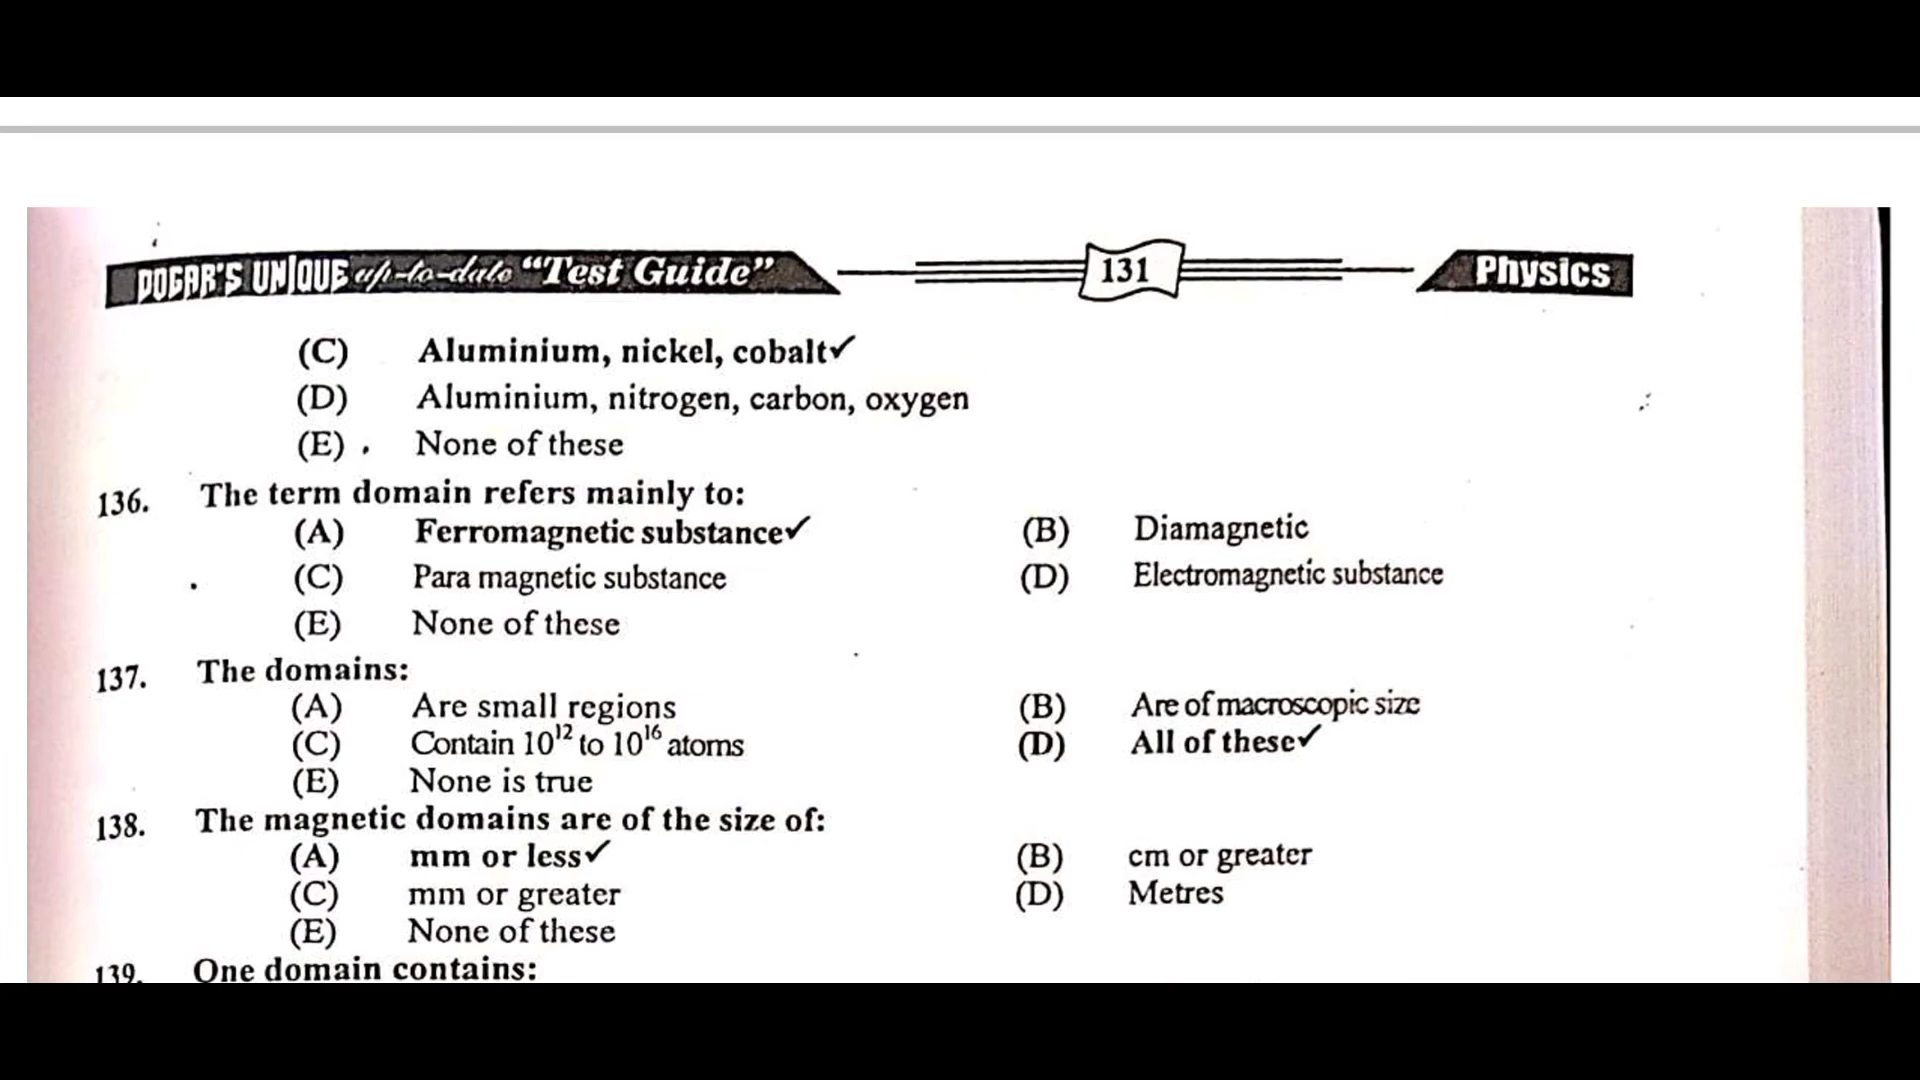 DOGAR'S UNIQUE up-to-date "Test Guide" 131 Physics
(C) Aluminium, nickel, cobalt✓
(D) Aluminium, nitrogen, carbon, oxygen
(E) None of these
136. The term domain refers mainly to:
(A) Ferromagnetic substance✓ (B) Diamagnetic
(C) Para magnetic substance (D) Electromagnetic substance
(E) None of these
137. The domains:
(A) Are small regions (B) Are of macroscopic size
(C) Contain 10¹² to 10¹⁶ atoms (D) All of these✓
(E) None is true
138. The magnetic domains are of the size of:
(A) mm or less✓ (B) cm or greater
(C) mm or greater (D) Metres
(E) None of these
139. One domain contains: